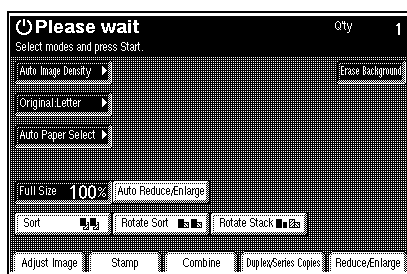 Please wait
Q'ty 1
Select modes and press Start.
Auto Image Density
Erase Background
Original:Letter
Auto Paper Select
Full Size 100%
Auto Reduce/Enlarge
Sort
Rotate Sort
Rotate Stack
Adjust Image
Stamp
Combine
Duplex/Series Copies
Reduce/Enlarge